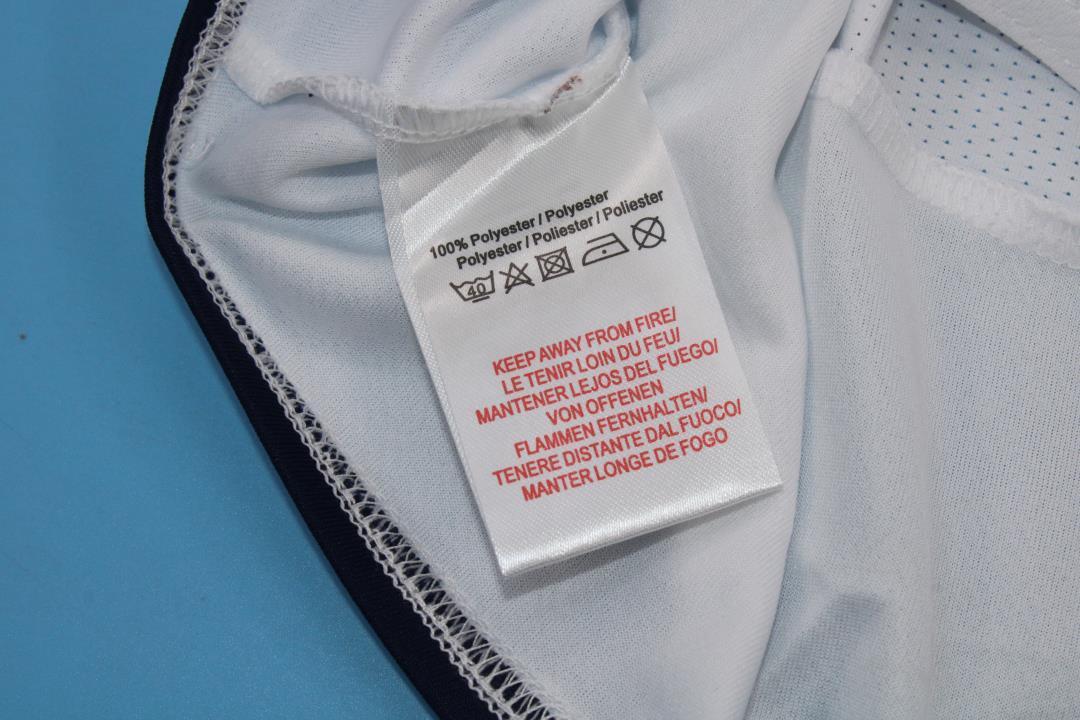 100% Polyester / Polyester
Polyester / Poliester / Poliester
40
KEEP AWAY FROM FIRE/
LE TENIR LOIN DU FEU/
MANTENER LEJOS DEL FUEGO/
VON OFFENEN
FLAMMEN FERNHALTEN/
TENERE DISTANTE DAL FUOCO/
MANTER LONGE DE FOGO